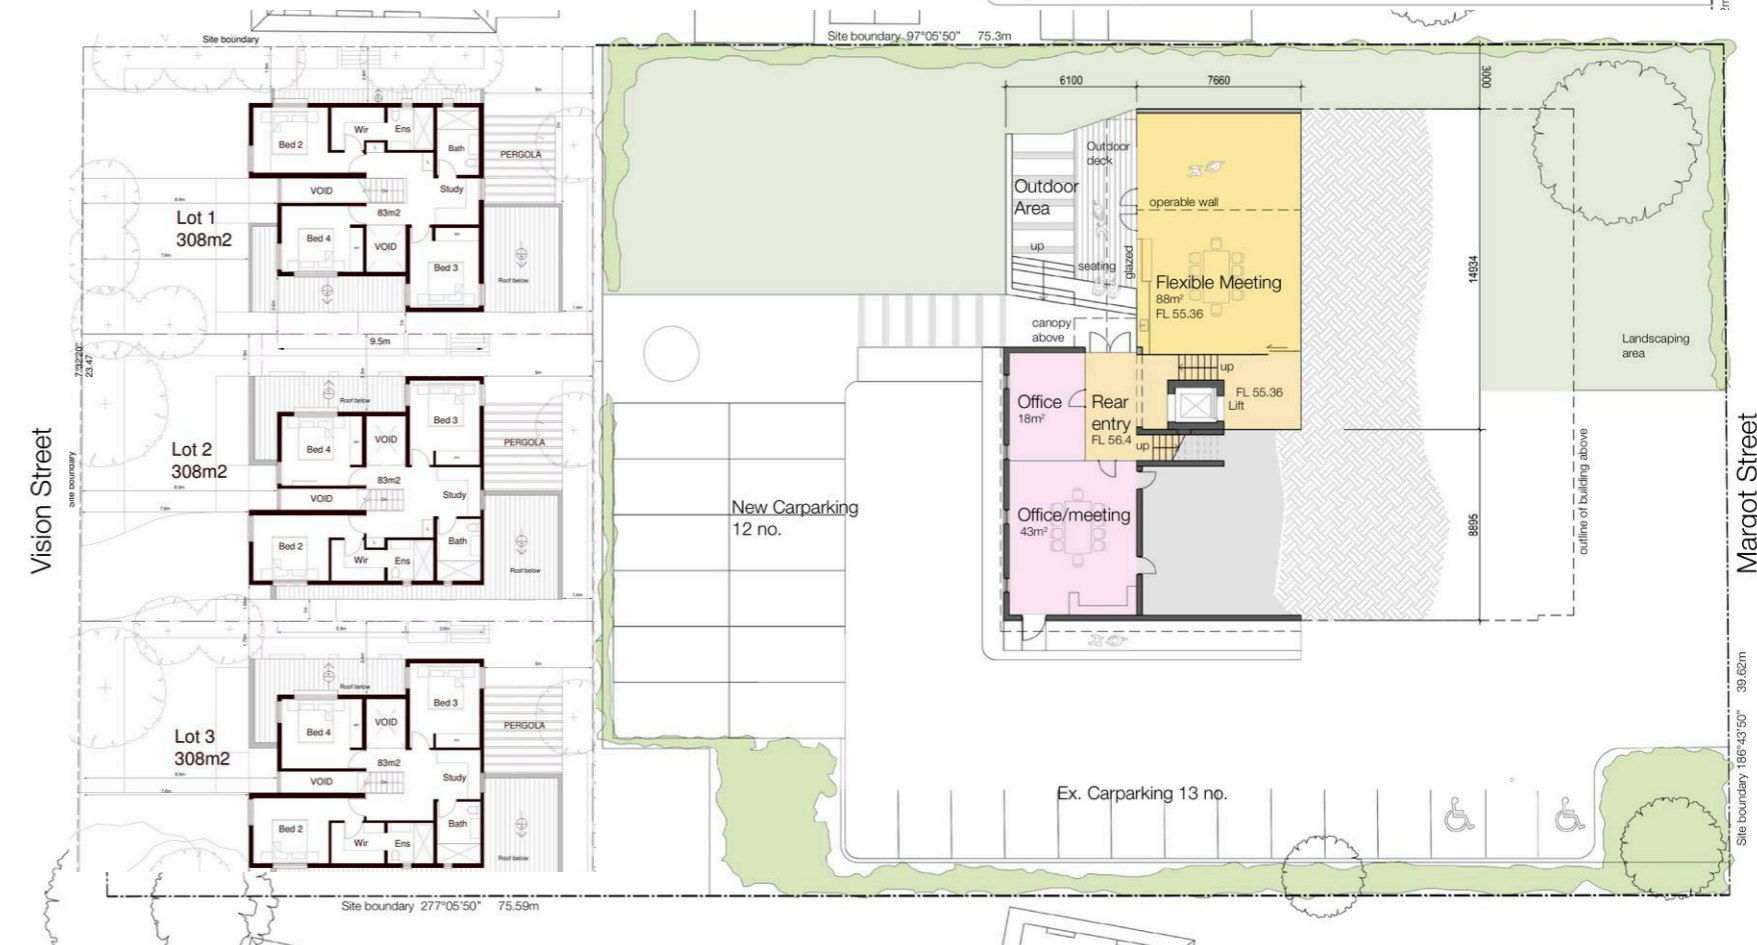 Site boundary
Site boundary 97°05'50" 75.3m
Vision Street
Site boundary
7°32'20"
23.47
Lot 1
308m2
Bed 2
Wir
Ens
Bath
PERGOLA
VOID
Study
83m2
Bed 4
VOID
Bed 3
Roof below
9.5m
Lot 2
308m2
Roof below
Bed 3
Bed 4
VOID
PERGOLA
83m2
VOID
Study
Bed 2
Wir
Ens
Bath
Roof below
Lot 3
308m2
Roof below
Bed 3
Bed 4
VOID
PERGOLA
83m2
VOID
Study
Bed 2
Wir
Ens
Bath
Roof below
Site boundary 277°05'50" 75.59m
6100
7660
3000
14934
8895
Outdoor
deck
Outdoor
Area
up
seating
glazed
operable wall
Flexible Meeting
88m²
FL 55.36
canopy
above
Office
18m²
Rear
entry
FL 56.4
up
up
FL 55.36
Lift
Office/meeting
43m²
New Carparking
12 no.
Ex. Carparking 13 no.
Landscaping
area
outline of building above
Margot Street
Site boundary 186°43'50" 39.62m